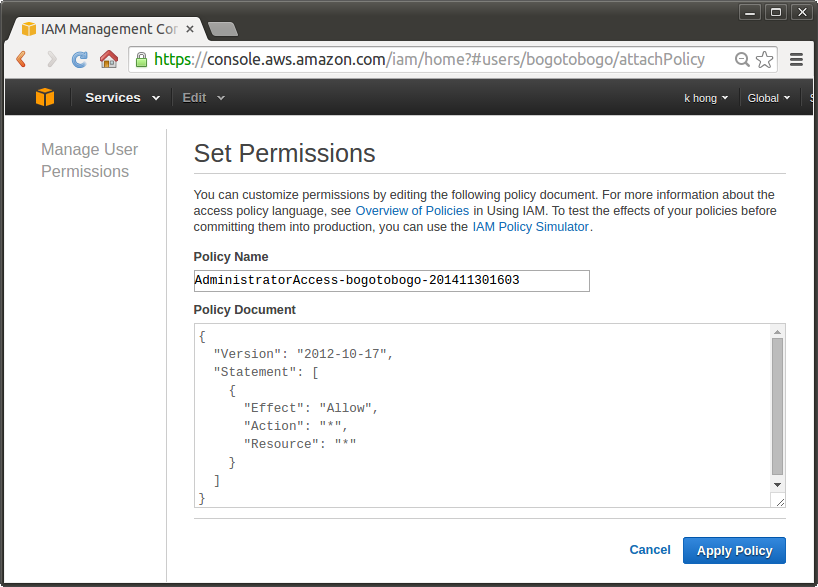 IAM Management Con
https://console.aws.amazon.com/iam/home?#users/bogotobogo/attachPolicy
Services Edit k hong Global
Manage User
Permissions
Set Permissions
You can customize permissions by editing the following policy document. For more information about the
access policy language, see Overview of Policies in Using IAM. To test the effects of your policies before
committing them into production, you can use the IAM Policy Simulator.
Policy Name
AdministratorAccess-bogotobogo-201411301603
Policy Document
{
"Version": "2012-10-17",
"Statement": [
{
"Effect": "Allow",
"Action": "*",
"Resource": "*"
}
]
}
Cancel Apply Policy